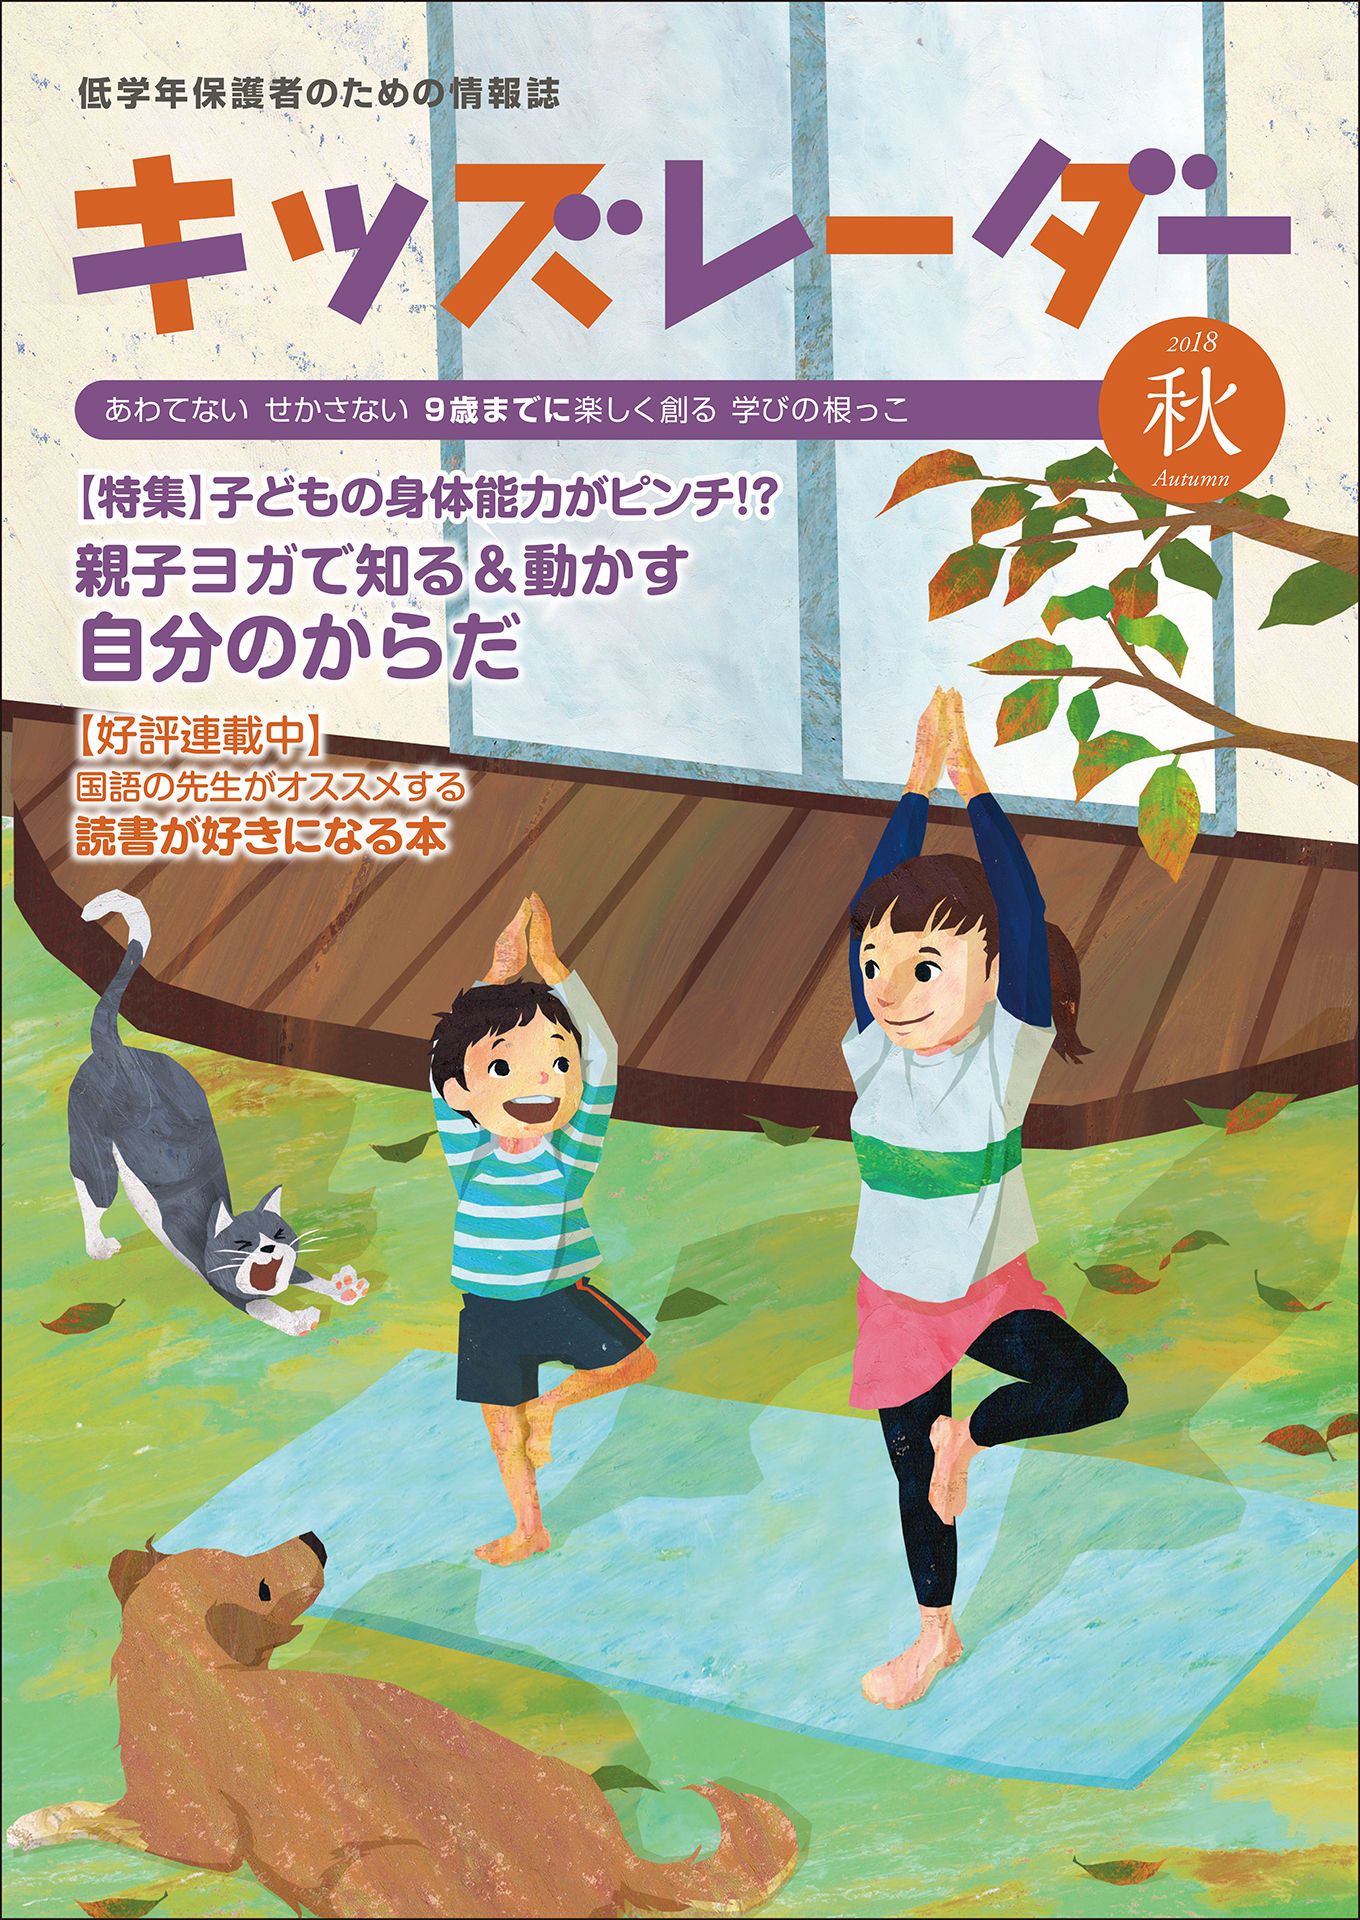 低学年保護者のための情報誌
キッズレーダー
2018
秋
Autumn
あわてない せかさない 9歳までに楽しく創る 学びの根っこ
【特集】子どもの身体能力がピンチ!?
親子ヨガで知る＆動かす
自分のからだ
【好評連載中】
国語の先生がオススメする
読書が好きになる本